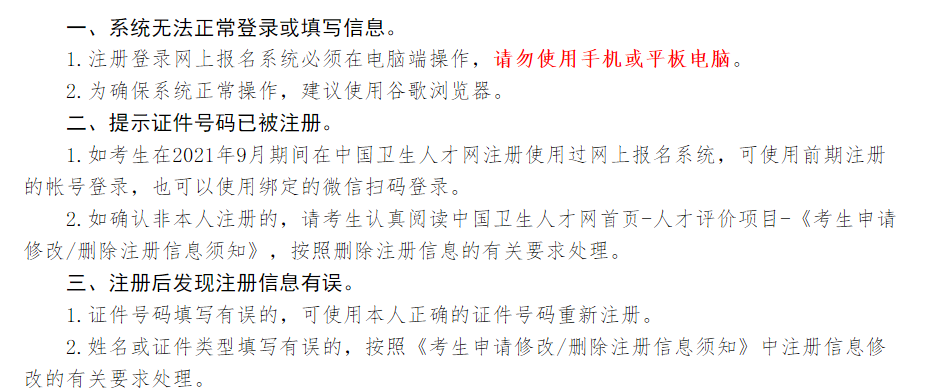 一、系统无法正常登录或填写信息。
1.注册登录网上报名系统必须在电脑端操作，请勿使用手机或平板电脑。
2.为确保系统正常操作，建议使用谷歌浏览器。
二、提示证件号码已被注册。
1.如考生在2021年9月期间在中国卫生人才网注册使用过网上报名系统，可使用前期注册
的帐号登录，也可以使用绑定的微信扫码登录。
2.如确认非本人注册的，请考生认真阅读中国卫生人才网首页-人才评价项目-《考生申请
修改/删除注册信息须知》，按照删除注册信息的有关要求处理。
三、注册后发现注册信息有误。
1.证件号码填写有误的，可使用本人正确的证件号码重新注册。
2.姓名或证件类型填写有误的，按照《考生申请修改/删除注册信息须知》中注册信息修
改的有关要求处理。